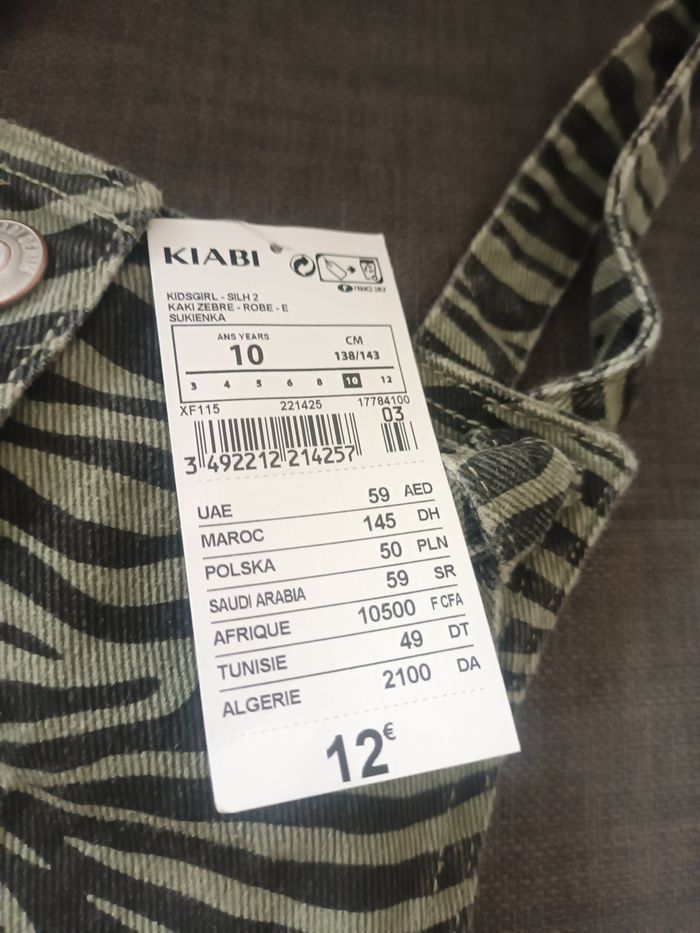 KIABI
FRANCE ONLY
KIDSGIRL - SILH 2
KAKI ZEBRE - ROBE - E
SUKIENKA
ANS YEARS CM
10 138/143
3 4 5 6 8 10 12
XF115 221425 17784100
03
3 492212 214257
UAE 59 AED
MAROC 145 DH
POLSKA 50 PLN
SAUDI ARABIA 59 SR
AFRIQUE 10500 F CFA
TUNISIE 49 DT
ALGERIE 2100 DA
12€